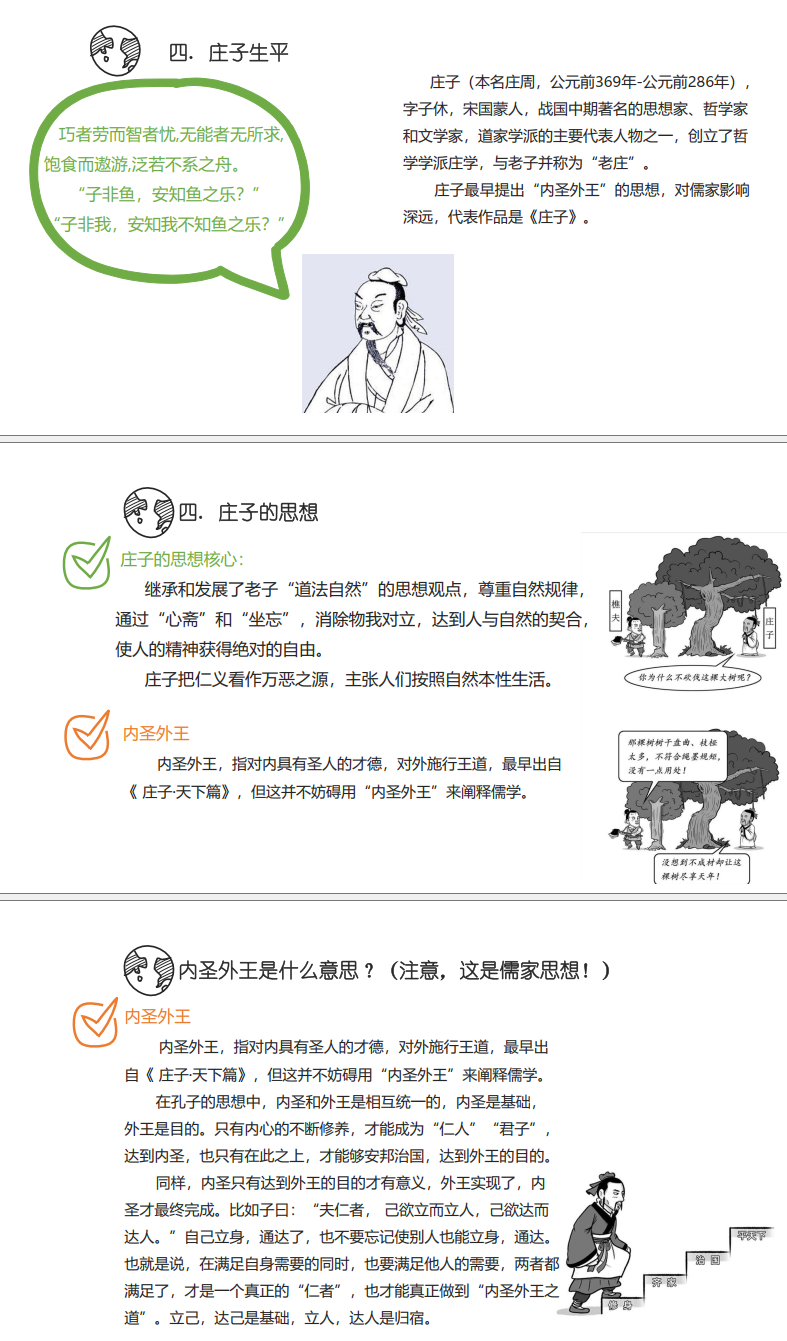 四. 庄子生平
巧者劳而智者忧,无能者无所求,
饱食而遨游,泛若不系之舟。
“子非鱼，安知鱼之乐？”
“子非我，安知我不知鱼之乐？”
庄子（本名庄周，公元前369年-公元前286年），
字子休，宋国蒙人，战国中期著名的思想家、哲学家
和文学家，道家学派的主要代表人物之一，创立了哲
学学派庄学，与老子并称为“老庄”。
庄子最早提出“内圣外王”的思想，对儒家影响
深远，代表作品是《庄子》。
四. 庄子的思想
庄子的思想核心：
继承和发展了老子“道法自然”的思想观点，尊重自然规律，
通过“心斋”和“坐忘”，消除物我对立，达到人与自然的契合，
使人的精神获得绝对的自由。
庄子把仁义看作万恶之源，主张人们按照自然本性生活。
樵夫
庄子
你为什么不砍伐这棵大树呢？
内圣外王
内圣外王，指对内具有圣人的才德，对外施行王道，最早出自
《 庄子·天下篇》，但这并不妨碍用“内圣外王”来阐释儒学。
那棵树树干盘曲、枝桠
太多，不符合绳墨规矩，
没有一点用处！
没想到不成材却让这
棵树尽享天年！
内圣外王是什么意思？（注意，这是儒家思想！）
内圣外王
内圣外王，指对内具有圣人的才德，对外施行王道，最早出
自《 庄子·天下篇》，但这并不妨碍用“内圣外王”来阐释儒学。
在孔子的思想中，内圣和外王是相互统一的，内圣是基础，
外王是目的。只有内心的不断修养，才能成为“仁人”“君子”，
达到内圣，也只有在此之上，才能够安邦治国，达到外王的目的。
同样，内圣只有达到外王的目的才有意义，外王实现了，内
圣才最终完成。比如子曰：“夫仁者， 己欲立而立人，己欲达而
达人。”自己立身，通达了，也不要忘记使别人也能立身，通达。
也就是说，在满足自身需要的同时，也要满足他人的需要，两者都
满足了，才是一个真正的“仁者”，也才能真正做到“内圣外王之
道”。立己，达己是基础，立人，达人是归宿。
平天下
治国
齐家
修身